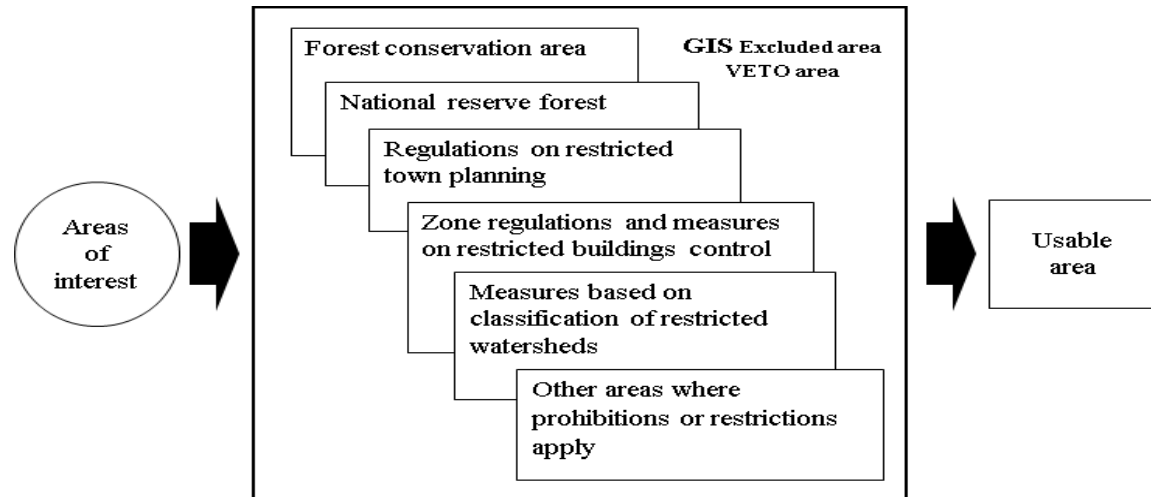 Forest conservation area
GIS Excluded area
VETO area
National reserve forest
Regulations on restricted
town planning
Zone regulations and measures
on restricted buildings control
Measures based on
classification of restricted
watersheds
Other areas where
prohibitions or restrictions
apply
Areas
of
interest
Usable
area